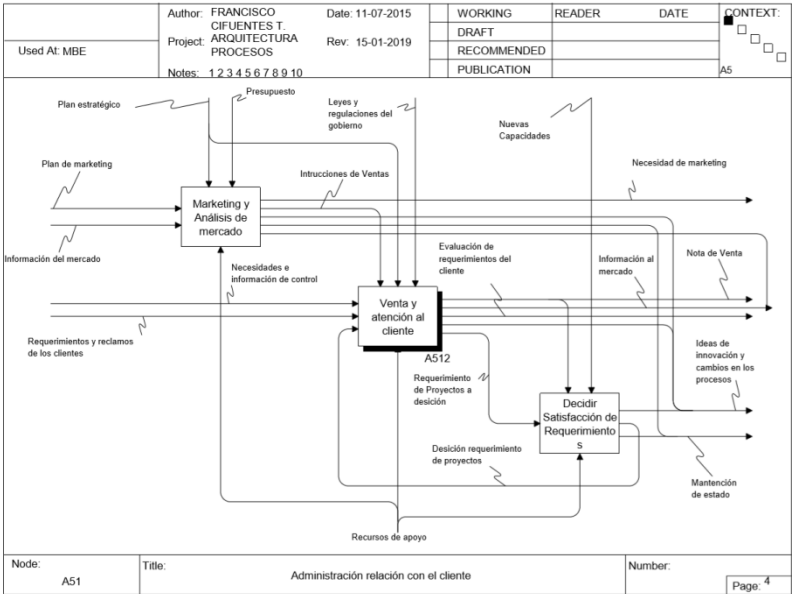 Used At: MBE
Author: FRANCISCO
CIFUENTES T.
Project: ARQUITECTURA
PROCESOS
Notes: 1 2 3 4 5 6 7 8 9 10
Date: 11-07-2015
Rev: 15-01-2019
WORKING
DRAFT
RECOMMENDED
PUBLICATION
READER DATE
CONTEXT:
A5
Plan estratégico
Presupuesto
Leyes y
regulaciones del
gobierno
Nuevas
Capacidades
Plan de marketing
Intrucciones de Ventas
Necesidad de marketing
Marketing y
Análisis de
mercado
Información del mercado
Necesidades e
información de control
Evaluación de
requerimientos del
cliente
Información al
mercado
Nota de Venta
Venta y
atención al
cliente
A512
Requerimientos y reclamos
de los clientes
Requerimiento
de Proyectos a
desición
Ideas de
innovación y
cambios en los
procesos
Decidir
Satisfacción de
Requerimiento
s
Desición requerimiento
de proyectos
Mantención
de estado
Recursos de apoyo
Node:
A51
Title:
Administración relación con el cliente
Number:
Page: 4